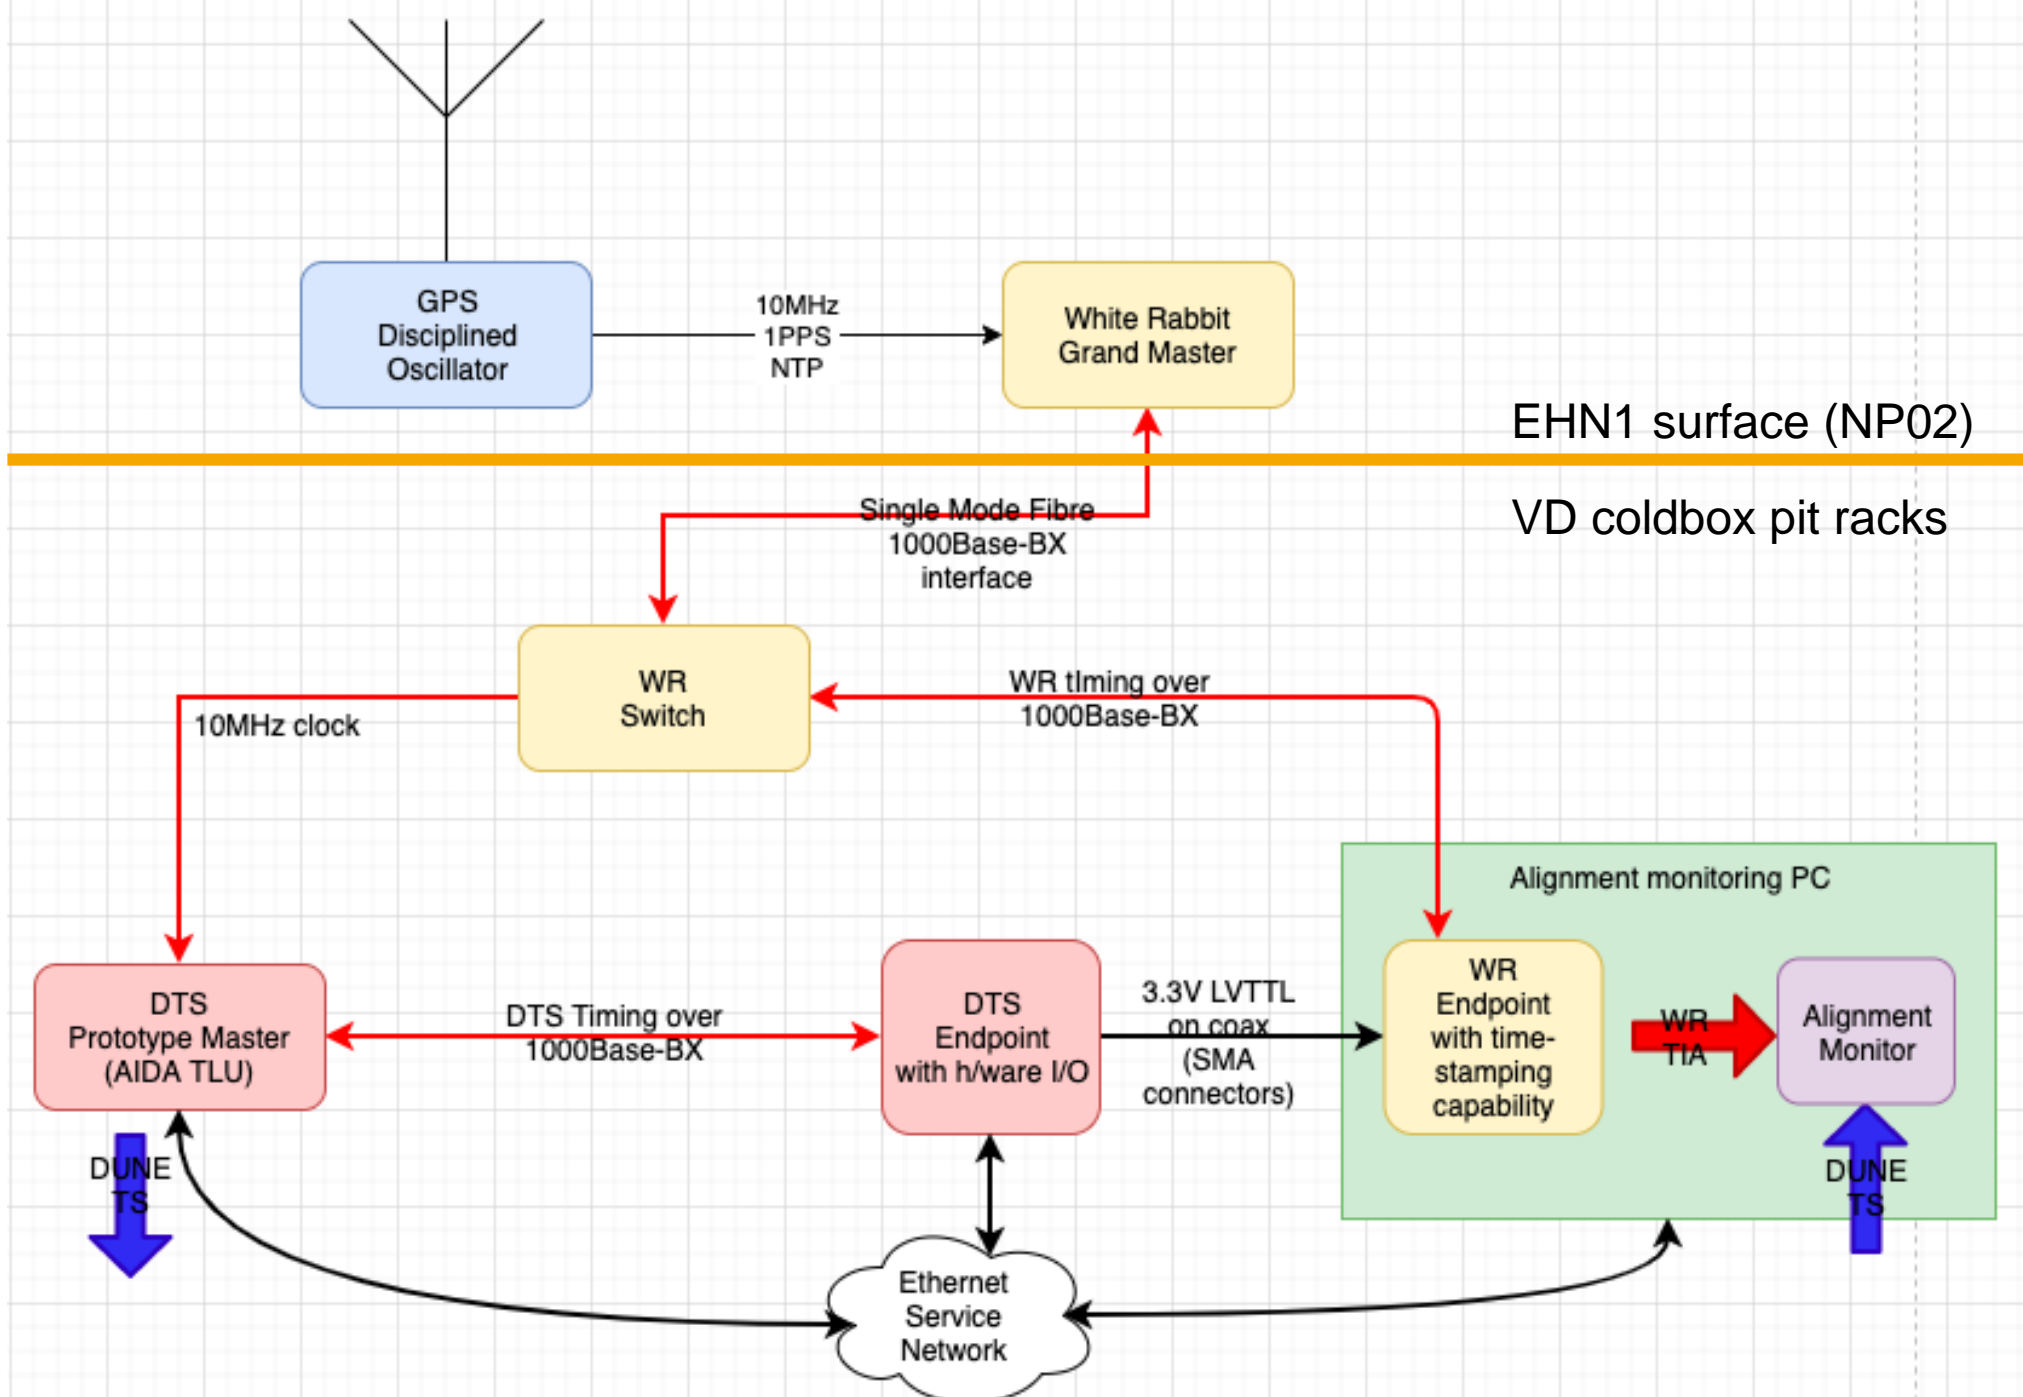 GPS
Disciplined
Oscillator
10MHz
1PPS
NTP
White Rabbit
Grand Master
EHN1 surface (NP02)
VD coldbox pit racks
Single Mode Fibre
1000Base-BX
interface
WR
Switch
WR tIming over
1000Base-BX
10MHz clock
Alignment monitoring PC
DTS
Prototype Master
(AIDA TLU)
DTS Timing over
1000Base-BX
DTS
Endpoint
with h/ware I/O
3.3V LVTTL
on coax
(SMA
connectors)
WR
Endpoint
with time-
stamping
capability
WR
TIA
Alignment
Monitor
DUNE
TS
DUNE
TS
Ethernet
Service
Network